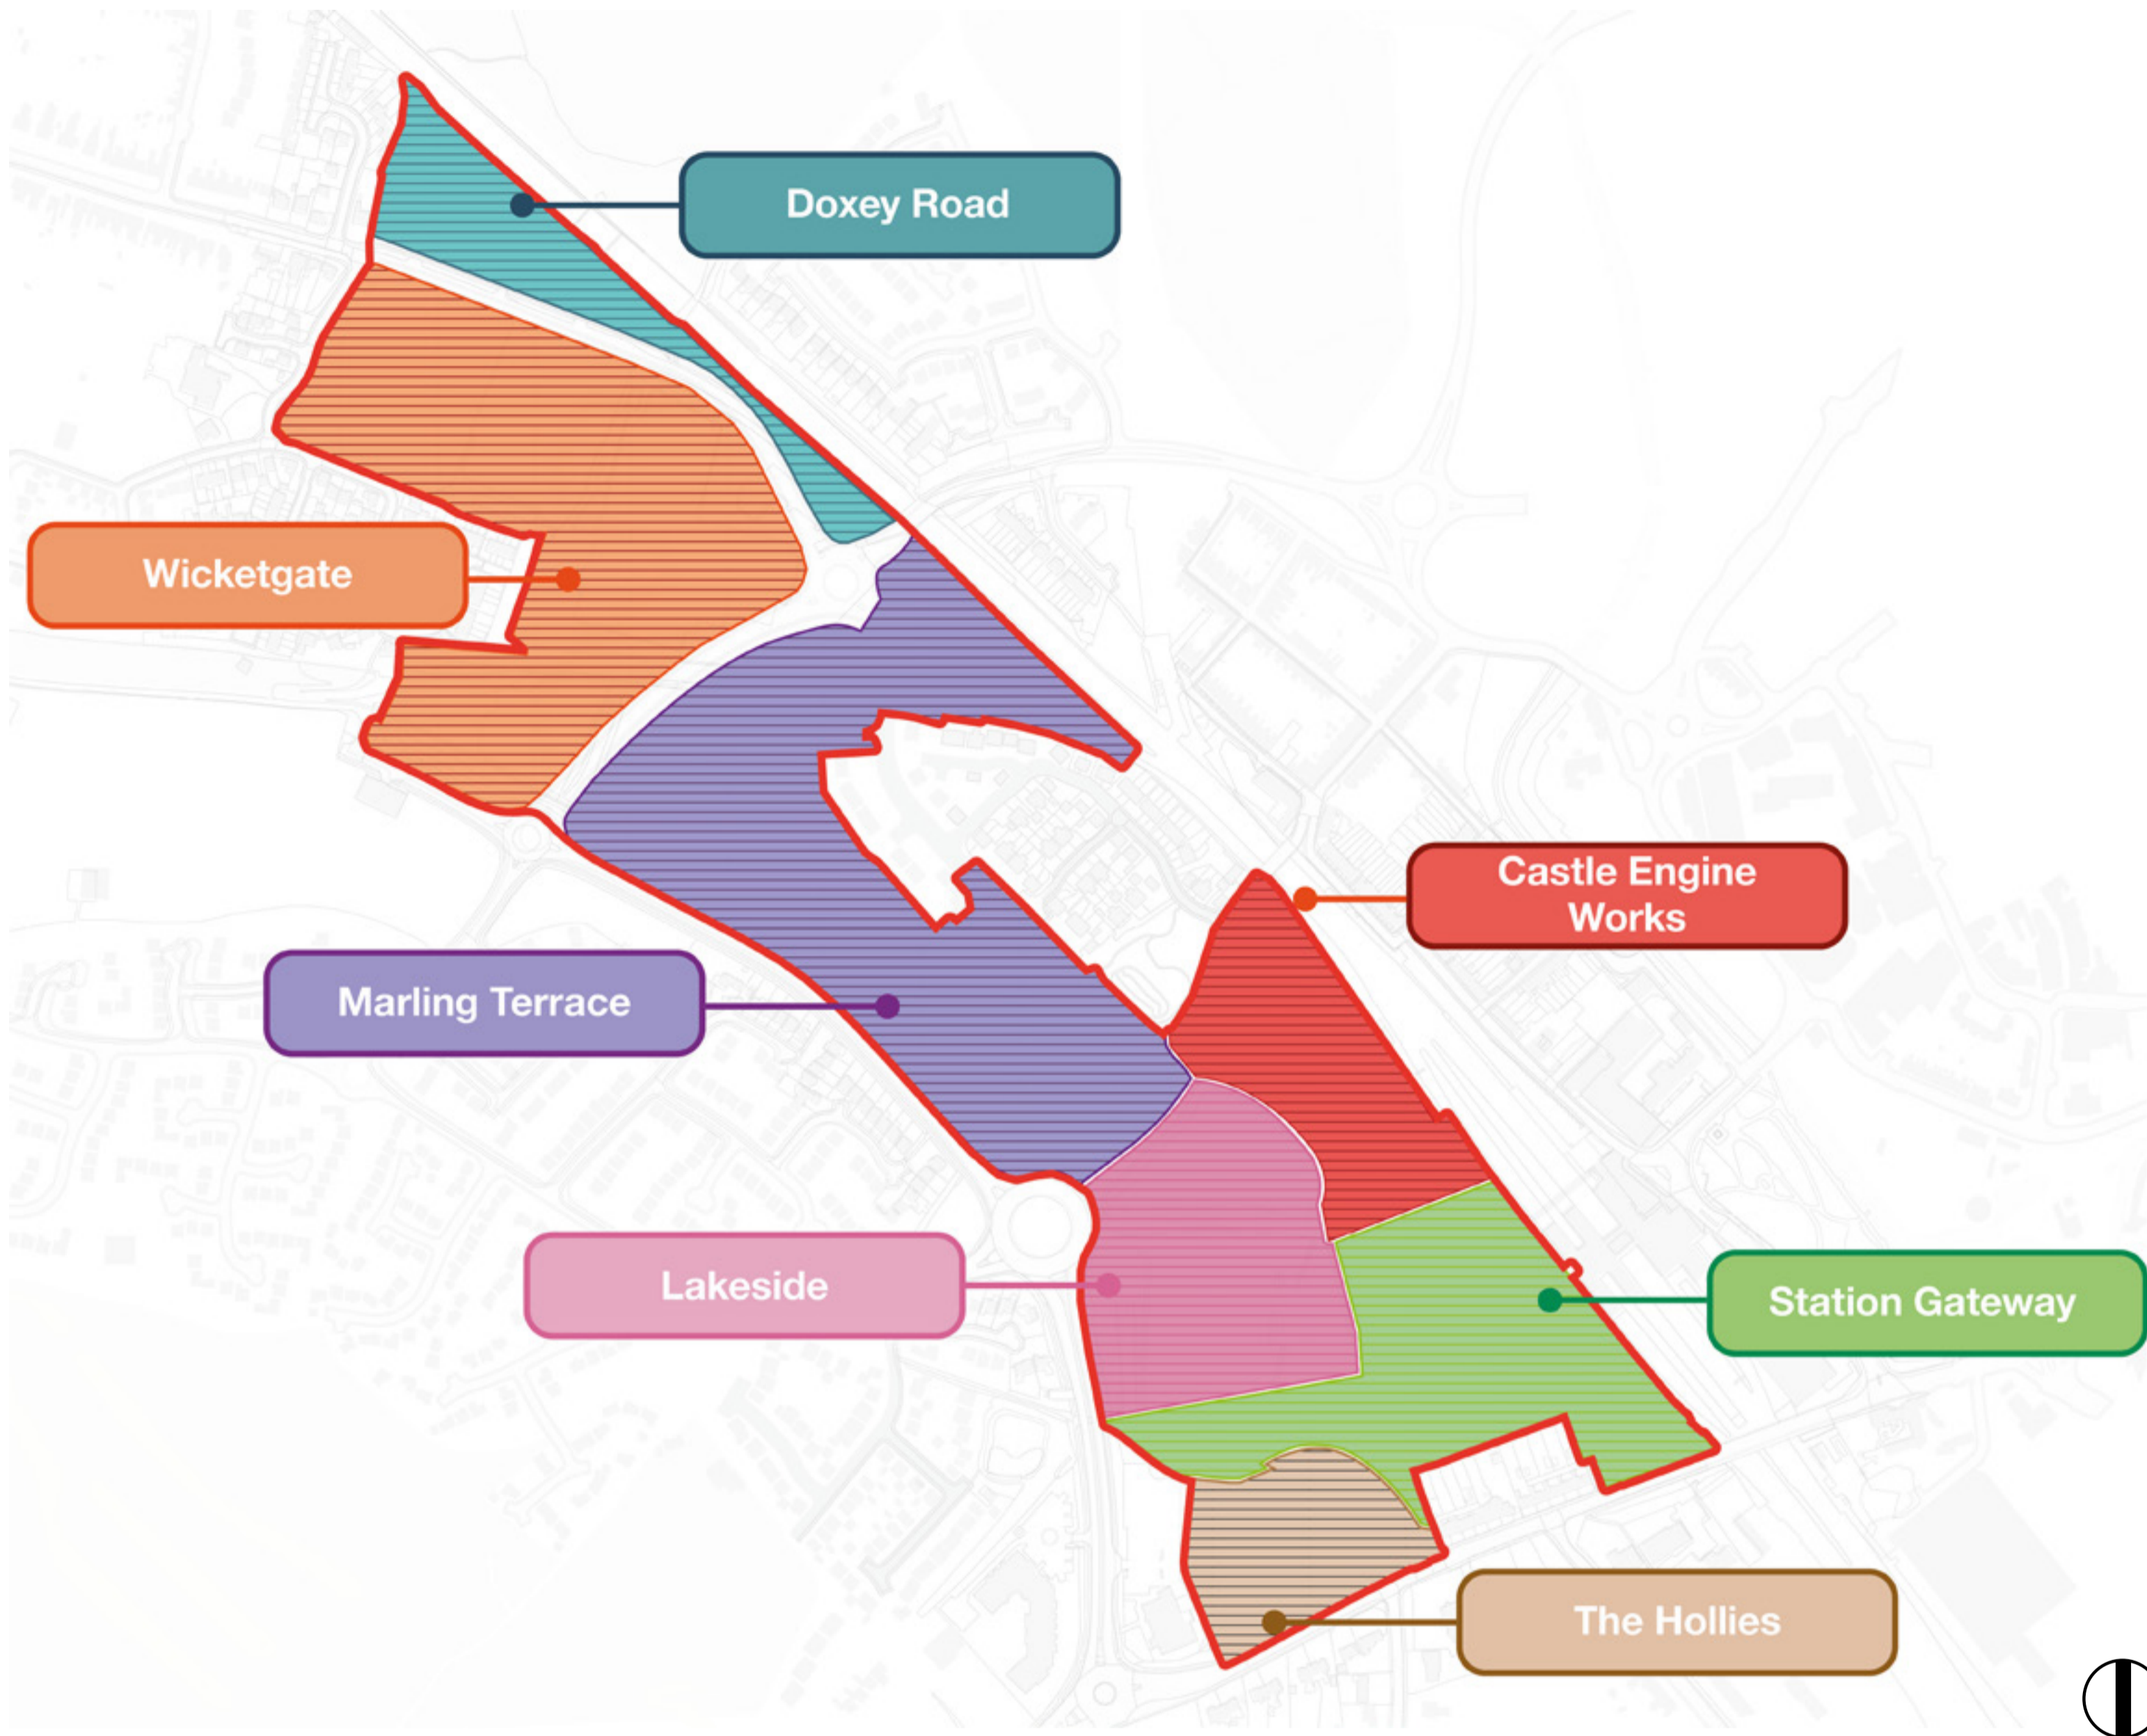 Doxey Road
Wicketgate
Castle Engine
Works
Marling Terrace
Lakeside
Station Gateway
The Hollies